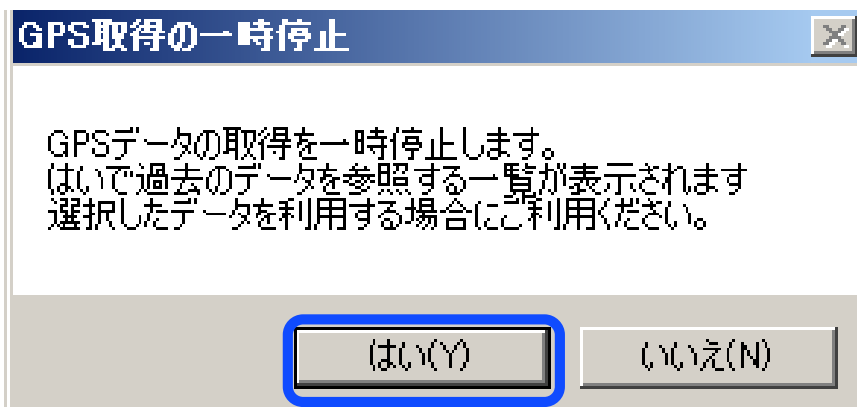 GPS取得の一時停止
GPSデータの取得を一時停止します。
はいで過去のデータを参照する一覧が表示されます
選択したデータを利用する場合にご利用ください。
はい(Y)
いいえ(N)